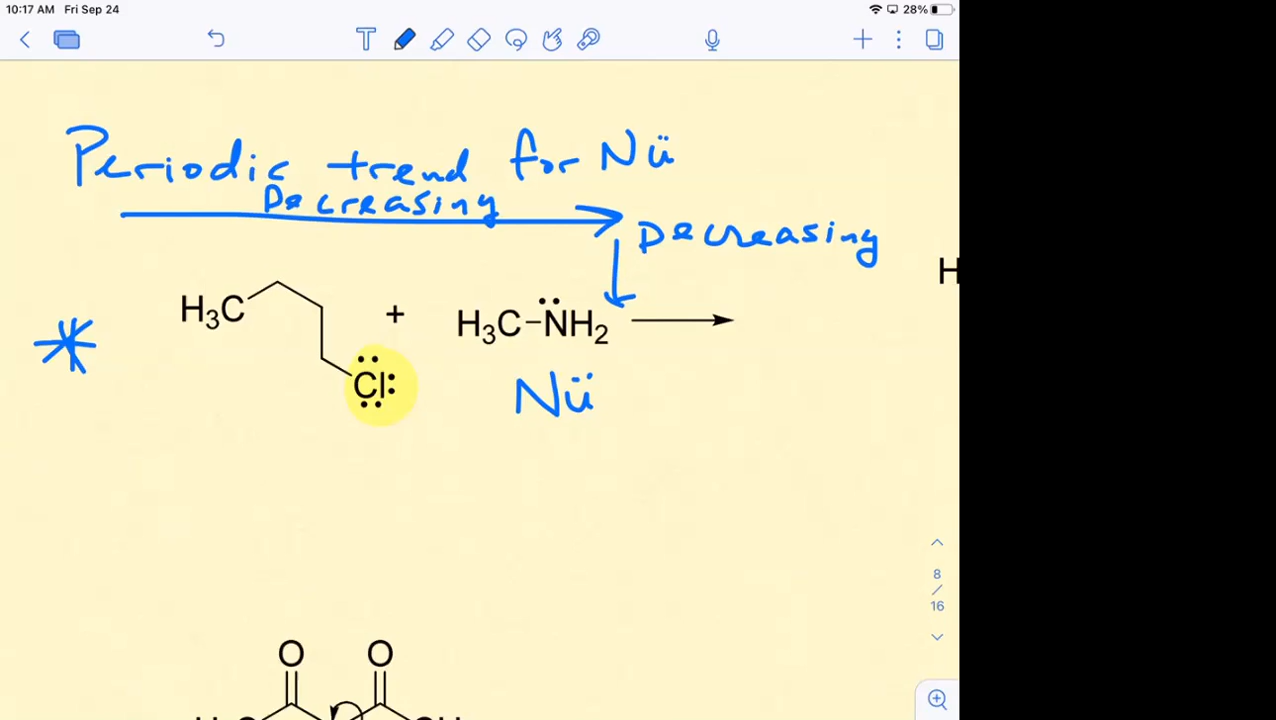 10:17 AM Fri Sep 24
28%
T
Periodic trend for Nü
Decreasing
Decreasing
H
H₃C
+
H₃C-N̈H₂
Cl
Nü
8
/
16
O O